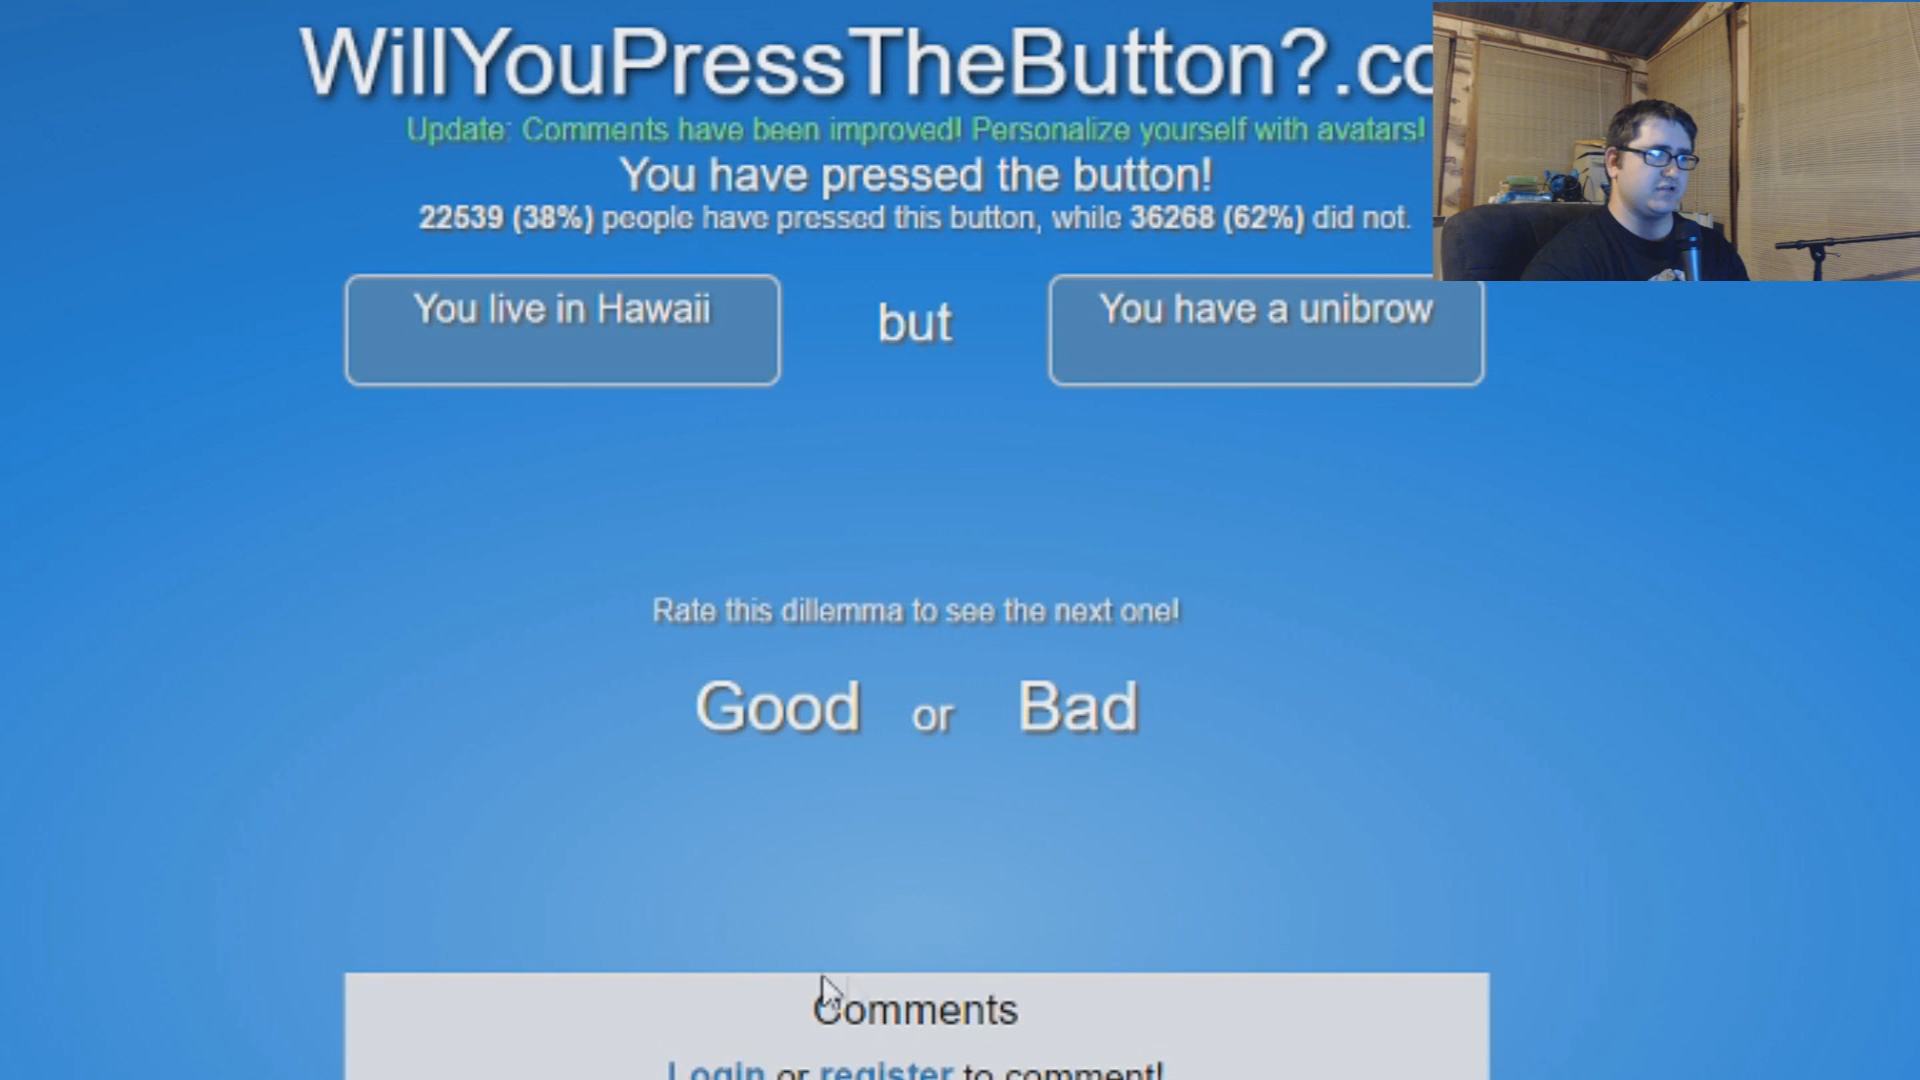 WillYouPressTheButton?.co
Update: Comments have been improved! Personalize yourself with avatars!
You have pressed the button!
22539 (38%) people have pressed this button, while 36268 (62%) did not.
You live in Hawaii
but
You have a unibrow
Rate this dillemma to see the next one!
Good or Bad
Comments
Login or register to comment!